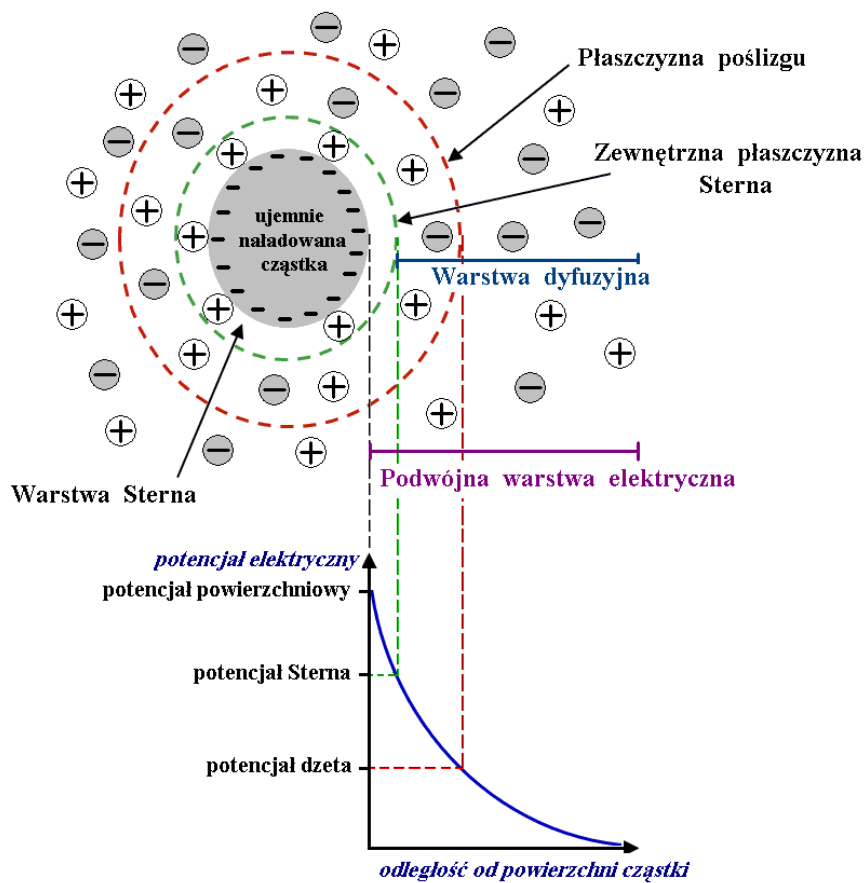 Płaszczyzna poślizgu
Zewnętrzna płaszczyzna
Sterna
ujemnie
naładowana
cząstka
Warstwa dyfuzyjna
Podwójna warstwa elektryczna
Warstwa Sterna
potencjał elektryczny
potencjał powierzchniowy
potencjał Sterna
potencjał dzeta
odległość od powierzchni cząstki